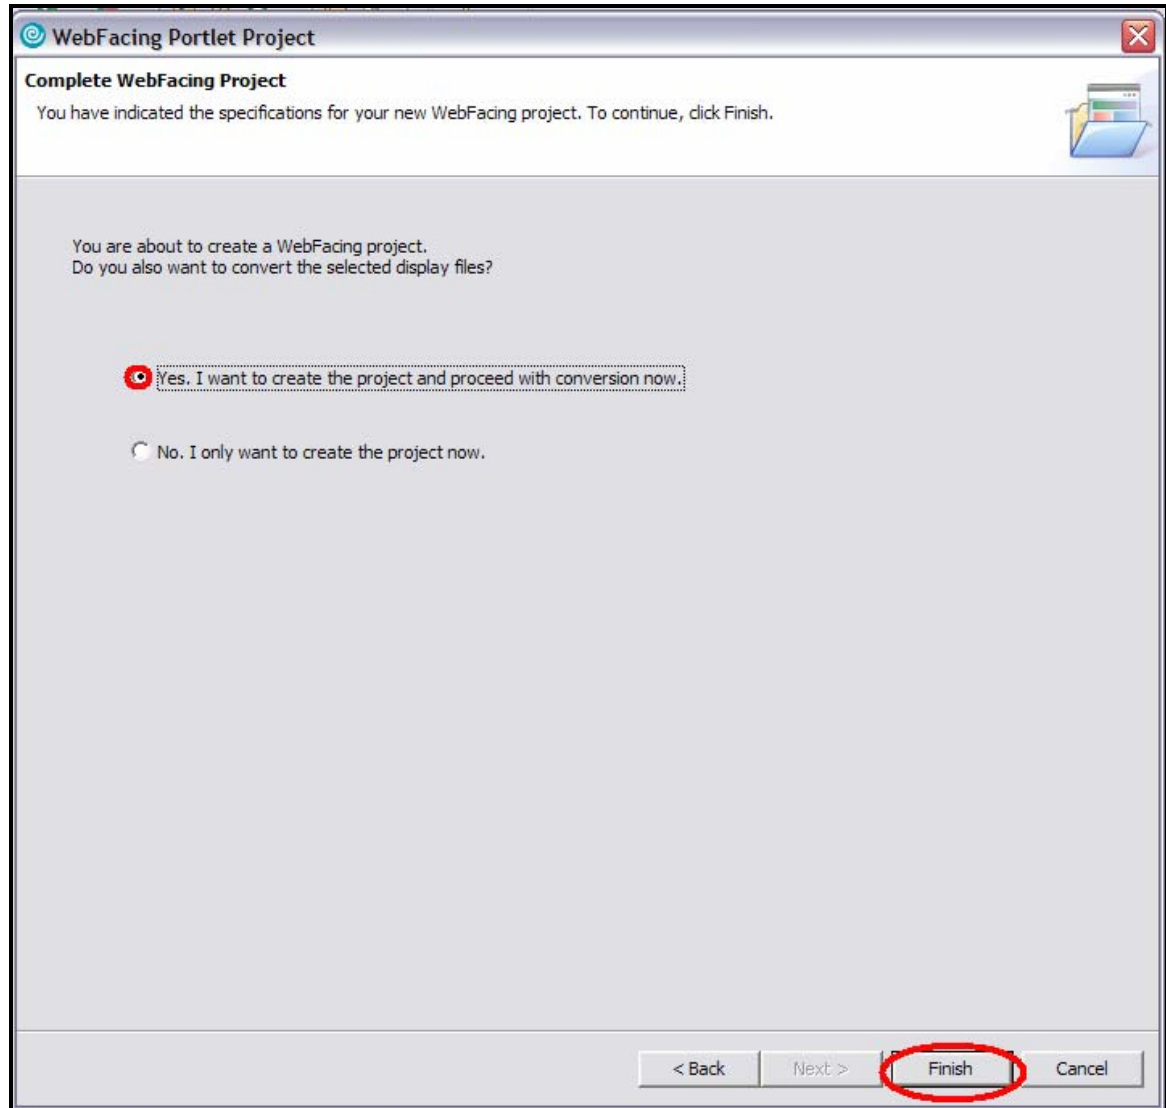 WebFacing Portlet Project
Complete WebFacing Project
You have indicated the specifications for your new WebFacing project. To continue, click Finish.
You are about to create a WebFacing project.
Do you also want to convert the selected display files?
Yes. I want to create the project and proceed with conversion now.
No. I only want to create the project now.
< Back
Next >
Finish
Cancel